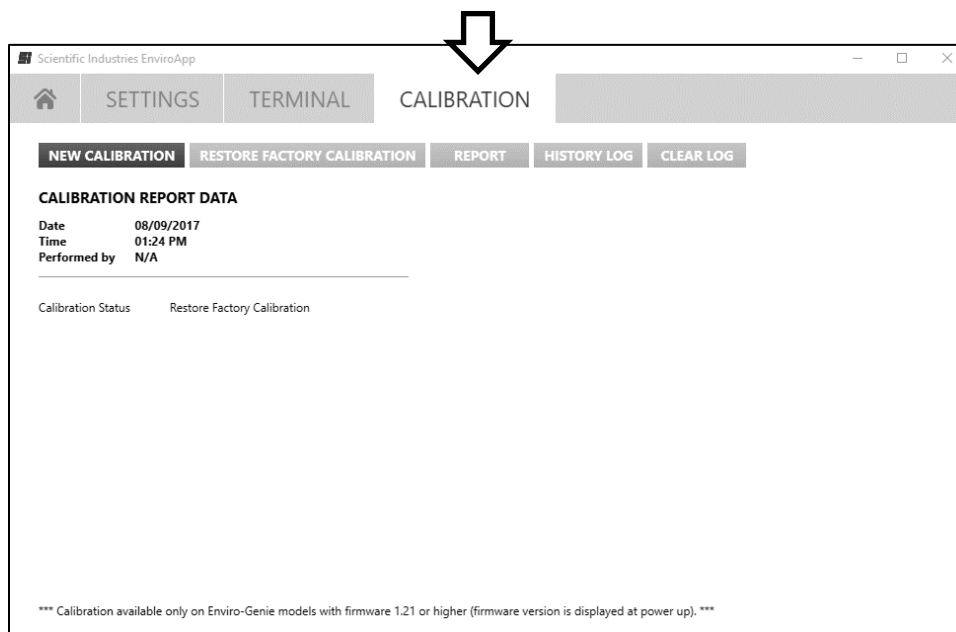 Scientific Industries EnviroApp
SETTINGS TERMINAL CALIBRATION
NEW CALIBRATION RESTORE FACTORY CALIBRATION REPORT HISTORY LOG CLEAR LOG
CALIBRATION REPORT DATA
Date 08/09/2017
Time 01:24 PM
Performed by N/A
Calibration Status Restore Factory Calibration
*** Calibration available only on Enviro-Genie models with firmware 1.21 or higher (firmware version is displayed at power up). ***